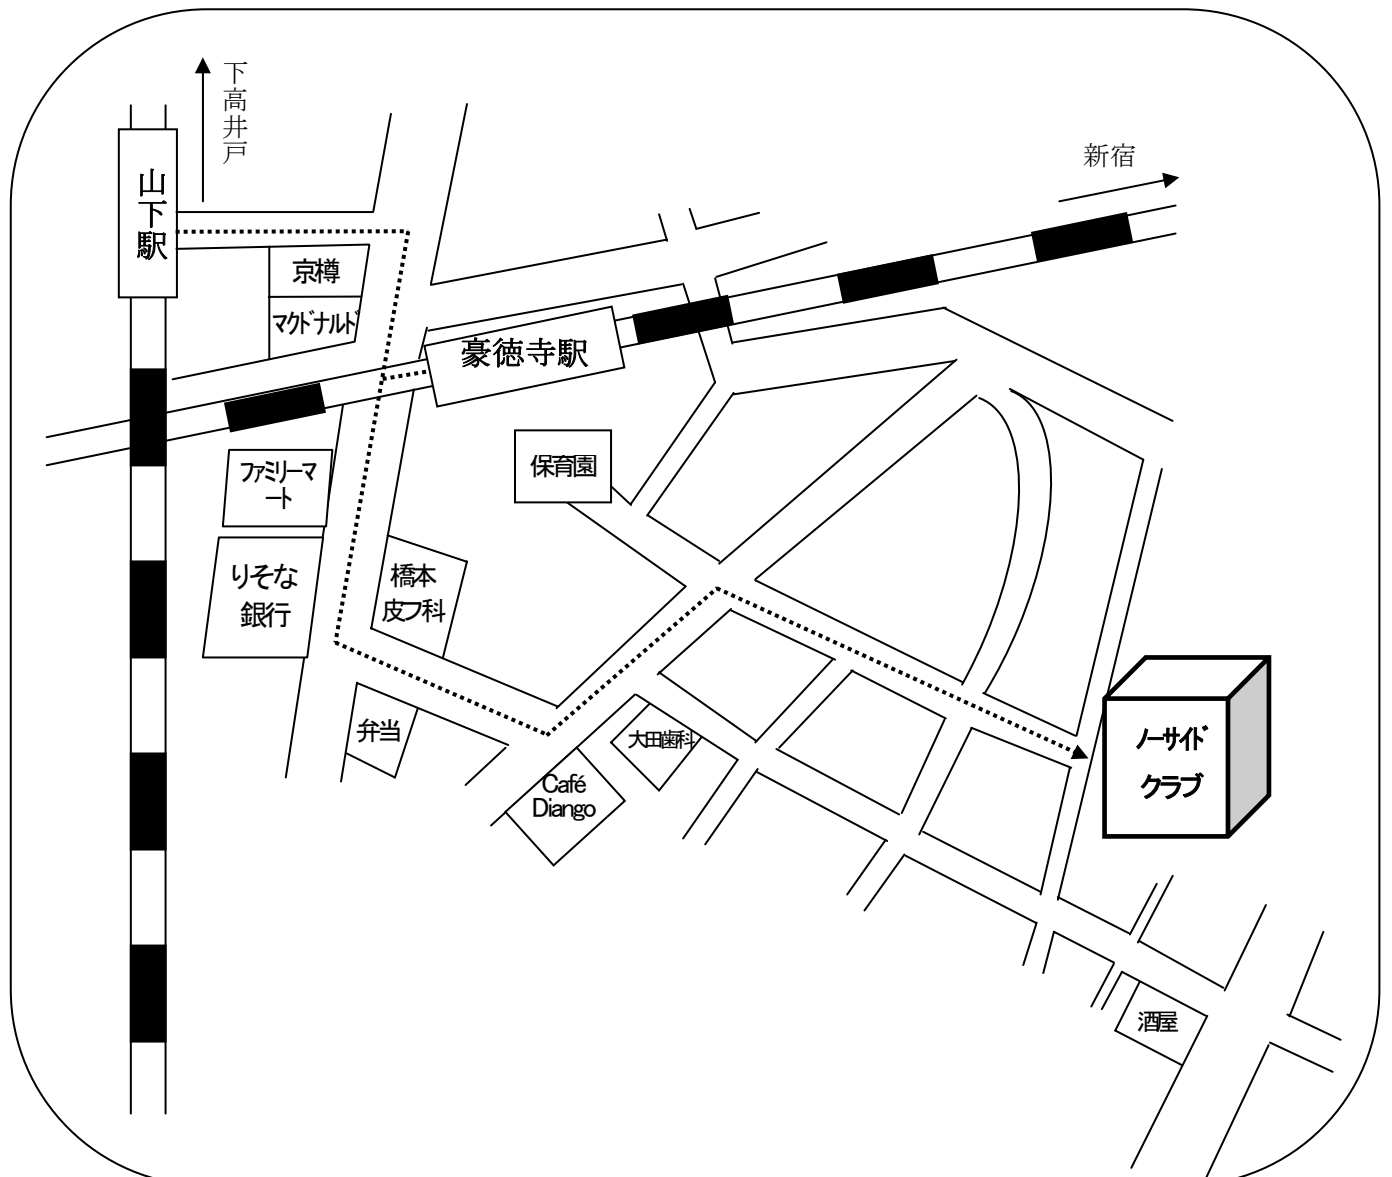 下高井戸
新宿
山下駅
京樽
マクドナルド
豪徳寺駅
保育園
ファミリーマ
ート
りそな
銀行
橋本
皮フ科
弁当
大田歯科
Café
Diango
ノーサイド
クラブ
酒屋